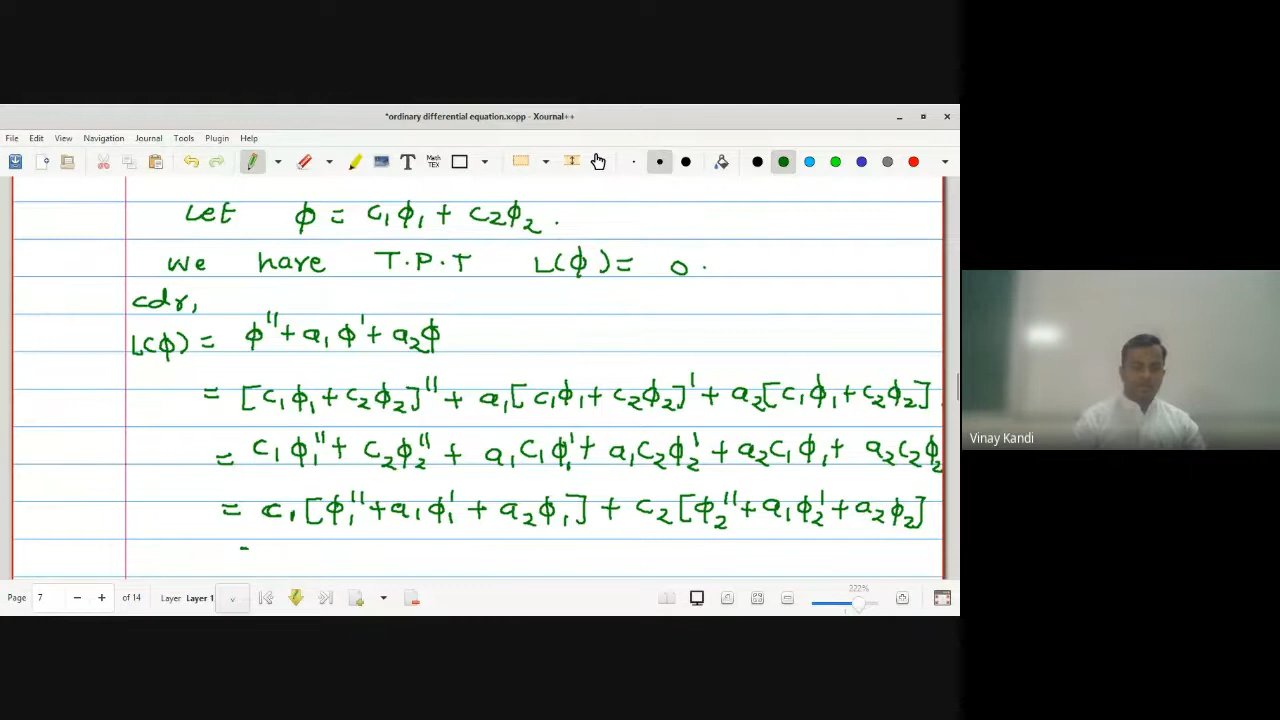 *ordinary differential equation.xopp - Xournal++
File Edit View Navigation Journal Tools Plugin Help
Let ϕ = c₁ϕ₁ + c₂ϕ₂ .
We have T.P.T L(ϕ) = 0 .
cdr,
L(ϕ) = ϕ'' + a₁ϕ' + a₂ϕ
= [c₁ϕ₁ + c₂ϕ₂]'' + a₁[c₁ϕ₁ + c₂ϕ₂]' + a₂[c₁ϕ₁ + c₂ϕ₂] .
= c₁ϕ₁'' + c₂ϕ₂'' + a₁c₁ϕ₁' + a₁c₂ϕ₂' + a₂c₁ϕ₁ + a₂c₂ϕ₂
= c₁[ϕ₁'' + a₁ϕ₁' + a₂ϕ₁] + c₂[ϕ₂'' + a₁ϕ₂' + a₂ϕ₂]
Page 7 of 14 Layer Layer 1 222%
Vinay Kandi